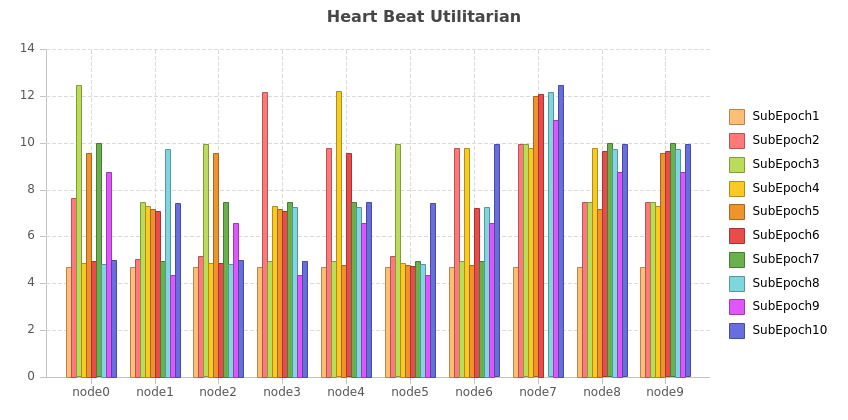 Heart Beat Utilitarian
14
12
10
8
6
4
2
0
node0 node1 node2 node3 node4 node5 node6 node7 node8 node9
SubEpoch1
SubEpoch2
SubEpoch3
SubEpoch4
SubEpoch5
SubEpoch6
SubEpoch7
SubEpoch8
SubEpoch9
SubEpoch10